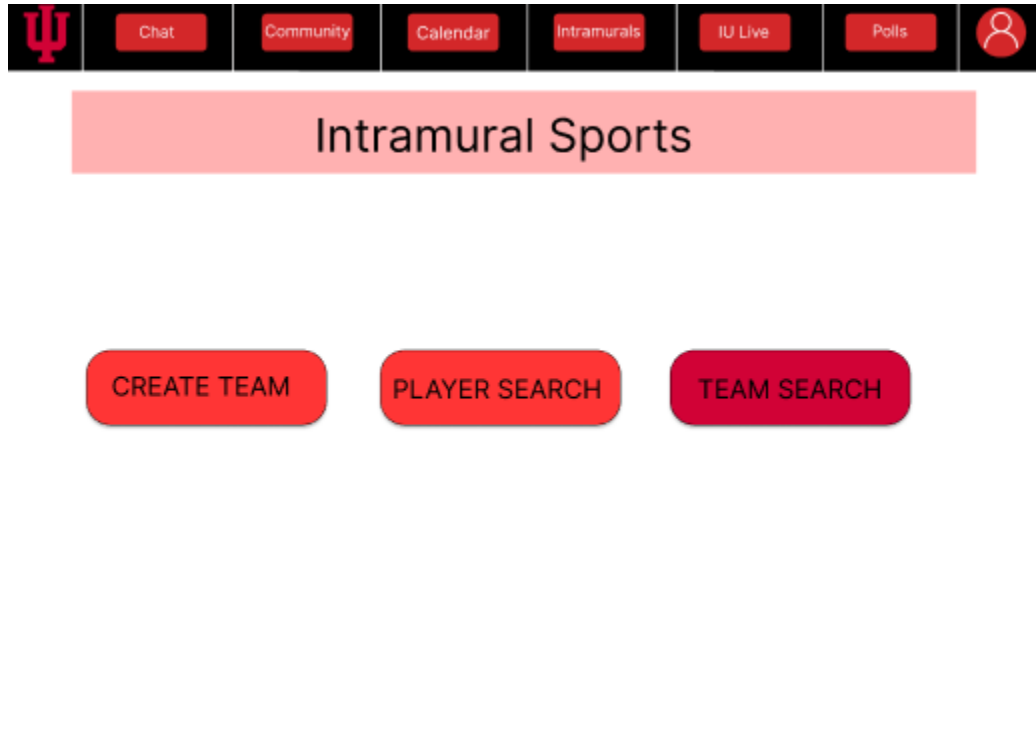 Chat Community Calendar Intramurals IU Live Polls
Intramural Sports
CREATE TEAM PLAYER SEARCH TEAM SEARCH